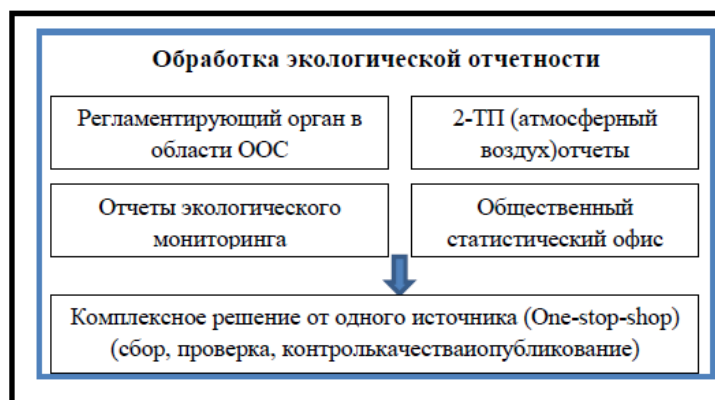 Обработка экологической отчетности
Регламентирующий орган в
области ООС
2-ТП (атмосферный
воздух)отчеты
Отчеты экологического
мониторинга
Общественный
статистический офис
Комплексное решение от одного источника (One-stop-shop)
(сбор, проверка, контролькачестваиопубликование)